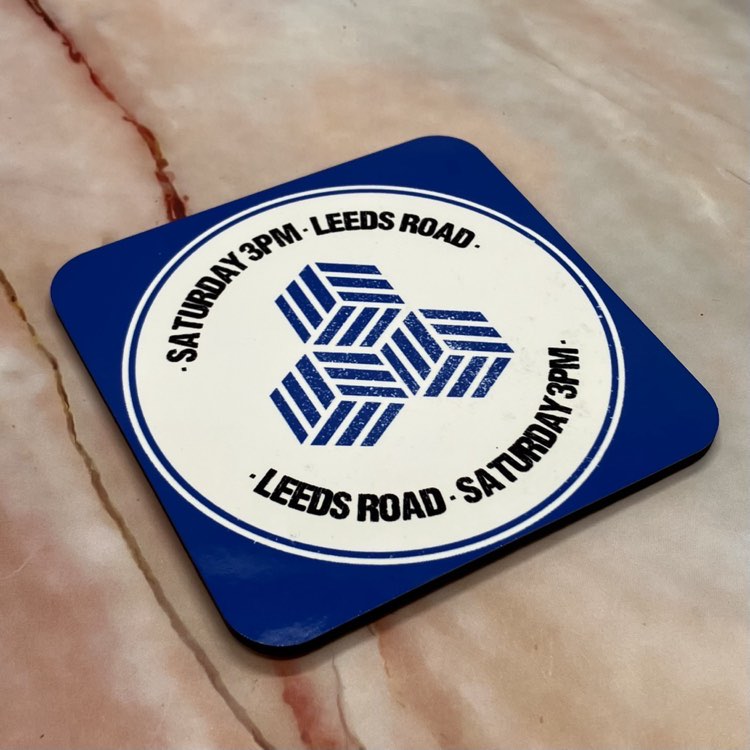 · SATURDAY 3PM · LEEDS ROAD ·
· LEEDS ROAD · SATURDAY 3PM ·